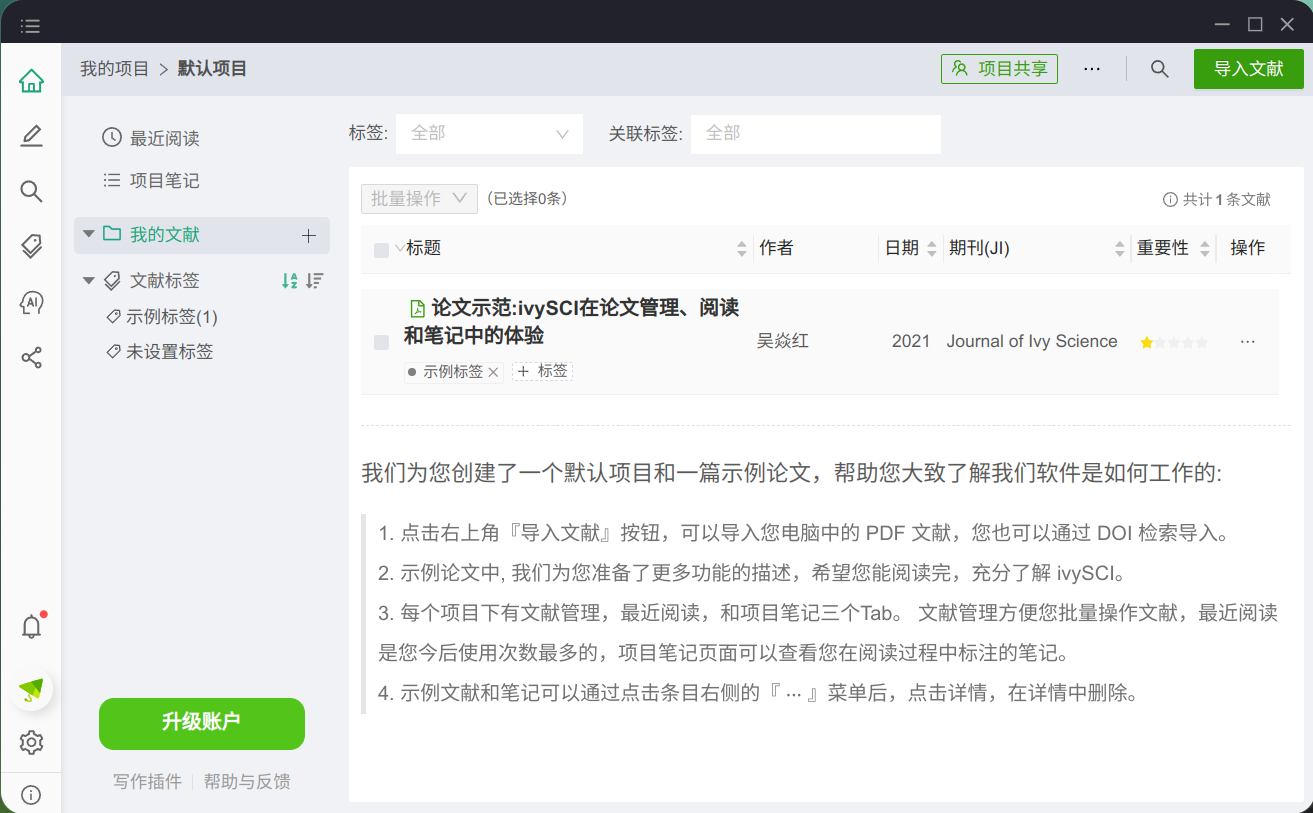 我的项目 > 默认项目
项目共享
···
导入文献
AI
最近阅读
项目笔记
我的文献
文献标签
示例标签(1)
未设置标签
升级账户
写作插件
帮助与反馈
标签: 全部
关联标签: 全部
批量操作 (已选择0条)
共计 1 条文献
标题 作者 日期 期刊(JI) 重要性 操作
论文示范:ivySCI在论文管理、阅读
和笔记中的体验
吴焱红 2021 Journal of Ivy Science ···
示例标签 × + 标签
我们为您创建了一个默认项目和一篇示例论文，帮助您大致了解我们软件是如何工作的:
1. 点击右上角『导入文献』按钮，可以导入您电脑中的 PDF 文献，您也可以通过 DOI 检索导入。
2. 示例论文中, 我们为您准备了更多功能的描述，希望您能阅读完，充分了解 ivySCI。
3. 每个项目下有文献管理，最近阅读，和项目笔记三个Tab。 文献管理方便您批量操作文献，最近阅读
是您今后使用次数最多的，项目笔记页面可以查看您在阅读过程中标注的笔记。
4. 示例文献和笔记可以通过点击条目右侧的『 ··· 』菜单后，点击详情，在详情中删除。